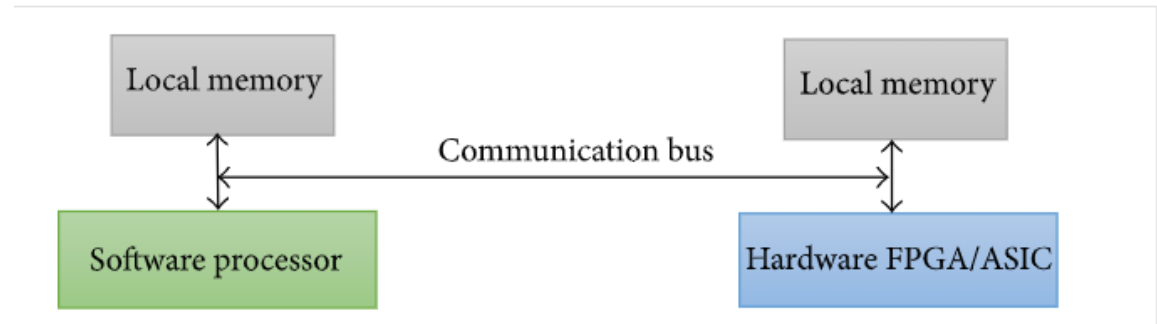 Local memory
Local memory
Communication bus
Software processor
Hardware FPGA/ASIC